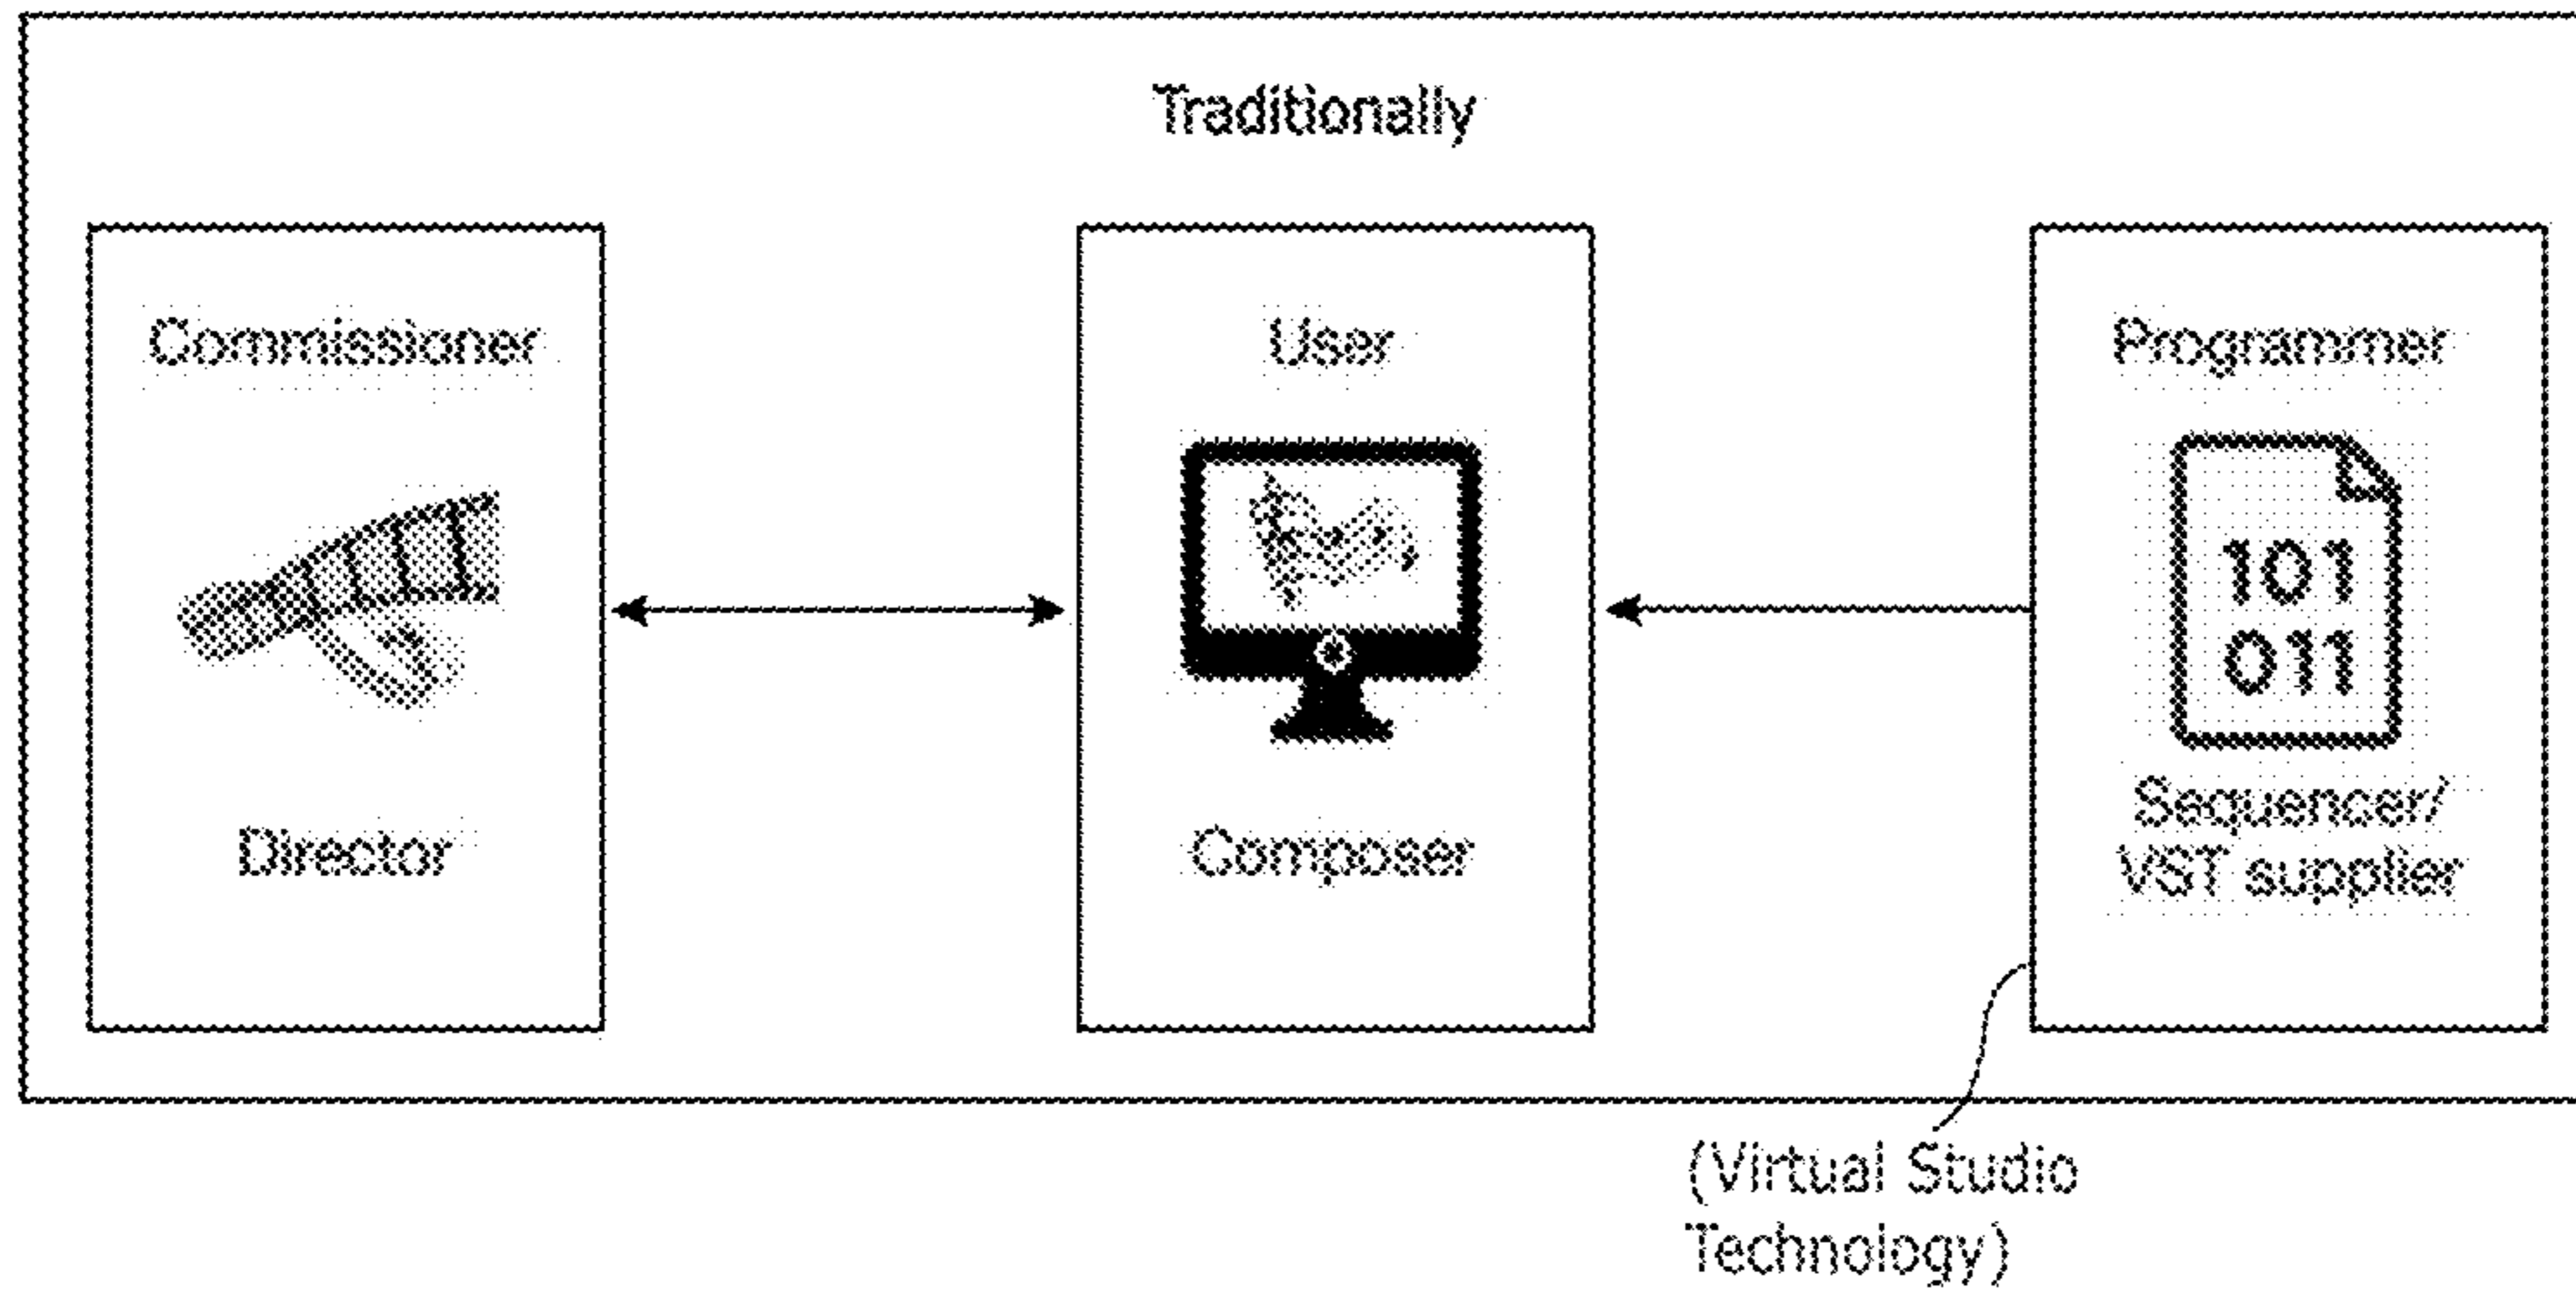 Traditionally
Commissioner
Director
User
Composer
Programmer
101
011
Sequencer/
VST supplier
(Virtual Studio
Technology)